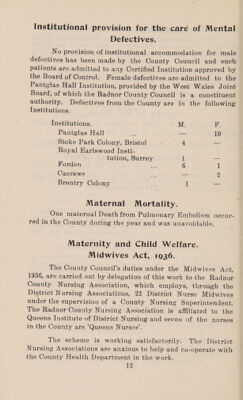 Institutional provision for the care of Mental
Defectives.
No provision of institutional accommodation for male
defectives has been made by the County Council and such
patients are admitted to any Certified Institution approved by
the Board of Control. Female defectives are admitted to the
Pantglas Hall Institution, provided by the West Wales Joint
Board, of which the Radnor County Council is a constituent
authority. Defectives from the County are in the following
Institutions.
Institutions. M. F.
Pantglas Hall ... — 10
Stoke Park Colony, Bristol 4 —
Royal Earlswood Insti-
tution, Surrey 1 —
Forden ... 6 1
Caersws ... — 2
Brentry Colony ... 1 —
Maternal Mortality.
One maternal Death from Pulmonary Embolism occur-
red in the County during the year and was unavoidable.
Maternity and Child Welfare.
Midwives Act, 1936.
The County Council's duties under the Midwives Act,
1936, are carried out by delegation of this work to the Radnor
County Nursing Association, which employs, through the
District Nursing Associations, 22 District Nurse Midwives
under the supervision of a County Nursing Superintendent.
The Radnor County Nursing Association is affiliated to the
Queens Institute of District Nursing and seven of the nurses
in the County are 'Queens Nurses'.
The scheme is working satisfactorily. The District
Nursing Associations are anxious to help and co-operate with
the County Health Department in the work.
12